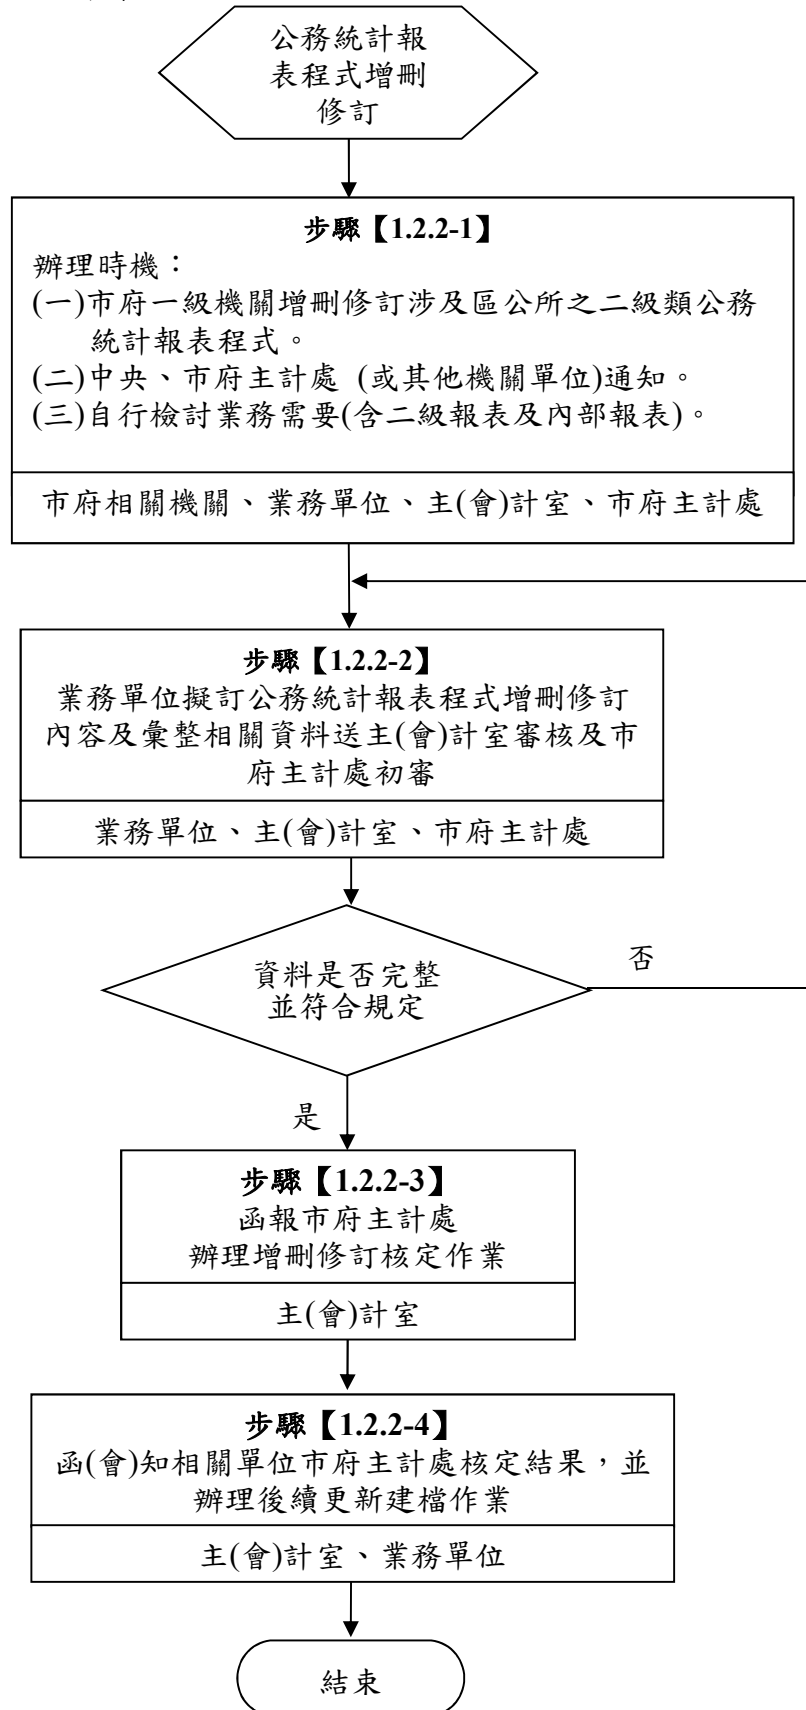 公務統計報
表程式增刪
修訂
步驟【1.2.2-1】
辦理時機：
(一)市府一級機關增刪修訂涉及區公所之二級類公務
統計報表程式。
(二)中央、市府主計處 (或其他機關單位)通知。
(三)自行檢討業務需要(含二級報表及內部報表)。
市府相關機關、業務單位、主(會)計室、市府主計處
步驟【1.2.2-2】
業務單位擬訂公務統計報表程式增刪修訂
內容及彙整相關資料送主(會)計室審核及市
府主計處初審
業務單位、主(會)計室、市府主計處
資料是否完整
並符合規定
否
是
步驟【1.2.2-3】
函報市府主計處
辦理增刪修訂核定作業
主(會)計室
步驟【1.2.2-4】
函(會)知相關單位市府主計處核定結果，並
辦理後續更新建檔作業
主(會)計室、業務單位
結束